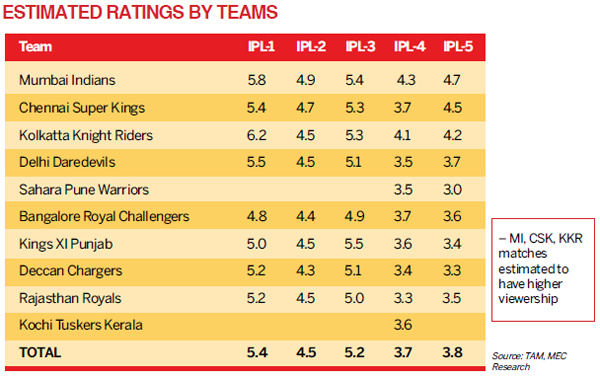 ESTIMATED RATINGS BY TEAMS
Team IPL-1 IPL-2 IPL-3 IPL-4 IPL-5
Mumbai Indians 5.8 4.9 5.4 4.3 4.7
Chennai Super Kings 5.4 4.7 5.3 3.7 4.5
Kolkatta Knight Riders 6.2 4.5 5.3 4.1 4.2
Delhi Daredevils 5.5 4.5 5.1 3.5 3.7
Sahara Pune Warriors 3.5 3.0
Bangalore Royal Challengers 4.8 4.4 4.9 3.7 3.6
Kings XI Punjab 5.0 4.5 5.5 3.6 3.4
Deccan Chargers 5.2 4.3 5.1 3.4 3.3
Rajasthan Royals 5.2 4.5 5.0 3.3 3.5
Kochi Tuskers Kerala 3.6
TOTAL 5.4 4.5 5.2 3.7 3.8
– MI, CSK, KKR
matches
estimated to
have higher
viewership
Source: TAM, MEC
Research